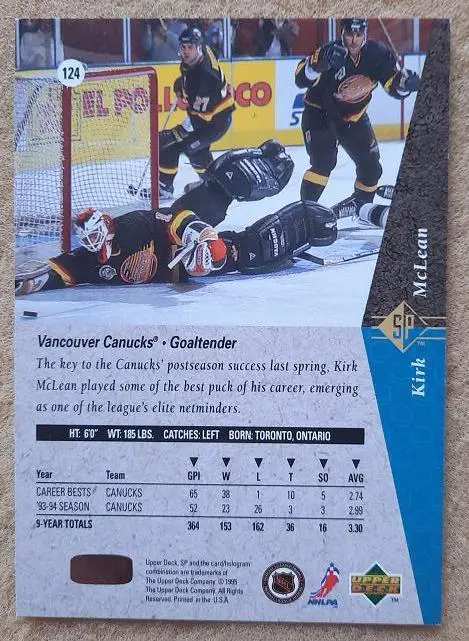 124
EL PO
CO
27
1
VAUGHN
McLean
SP
TM
Kirk
Vancouver Canucks® • Goaltender
The key to the Canucks' postseason success last spring, Kirk
McLean played some of the best puck of his career, emerging
as one of the league's elite netminders.
HT: 6'0" WT: 185 LBS. CATCHES: LEFT BORN: TORONTO, ONTARIO
Year Team GPI W L T SO AVG
CAREER BESTS CANUCKS 65 38 1 10 5 2.74
'93-94 SEASON CANUCKS 52 23 26 3 3 2.99
9-YEAR TOTALS 364 153 162 36 16 3.30
Upper Deck, SP and the card/hologram
combination are trademarks of
The Upper Deck Company. © 1995
The Upper Deck Company. All Rights
Reserved. Printed in the U.S.A.
NHL
NHLPA
UPPER
DECK
TM